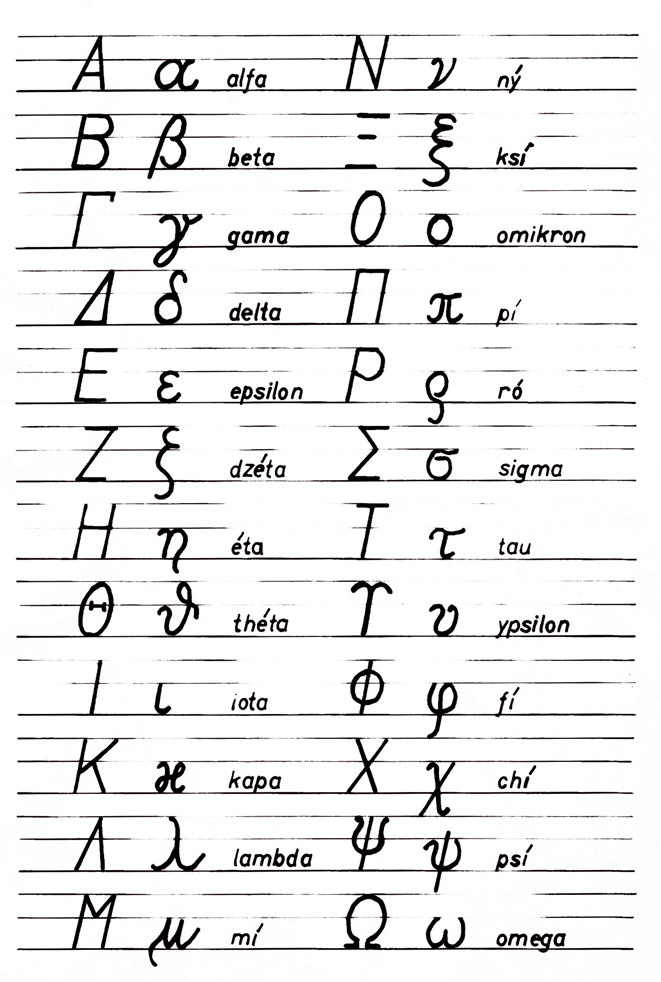 Α α alfa Ν ν ný
Β β beta Ξ ξ ksí
Γ γ gama Ο ο omikron
Δ δ delta Π π pí
Ε ε epsilon Ρ ρ ró
Ζ ξ dzéta Σ σ sigma
Η η éta Τ τ tau
Θ ϑ théta ϒ υ ypsilon
Ι ι iota Φ φ fí
Κ ϰ kapa Χ χ chí
Λ λ lambda Ψ ψ psí
Μ μ mí Ω ω omega